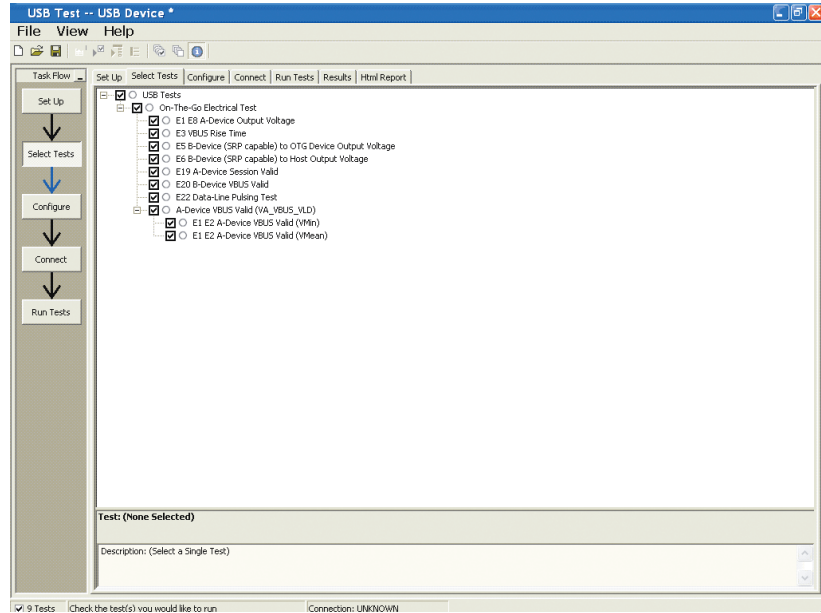 USB Test -- USB Device *
File View Help
Task Flow
Set Up
Select Tests
Configure
Connect
Run Tests
Set Up Select Tests Configure Connect Run Tests Results Html Report
USB Tests
On-The-Go Electrical Test
E1 E8 A-Device Output Voltage
E3 VBUS Rise Time
E5 B-Device (SRP capable) to OTG Device Output Voltage
E6 B-Device (SRP capable) to Host Output Voltage
E19 A-Device Session Valid
E20 B-Device VBUS Valid
E22 Data-Line Pulsing Test
A-Device VBUS Valid (VA_VBUS_VLD)
E1 E2 A-Device VBUS Valid (VMin)
E1 E2 A-Device VBUS Valid (VMean)
Test: (None Selected)
Description: (Select a Single Test)
9 Tests Check the test(s) you would like to run Connection: UNKNOWN